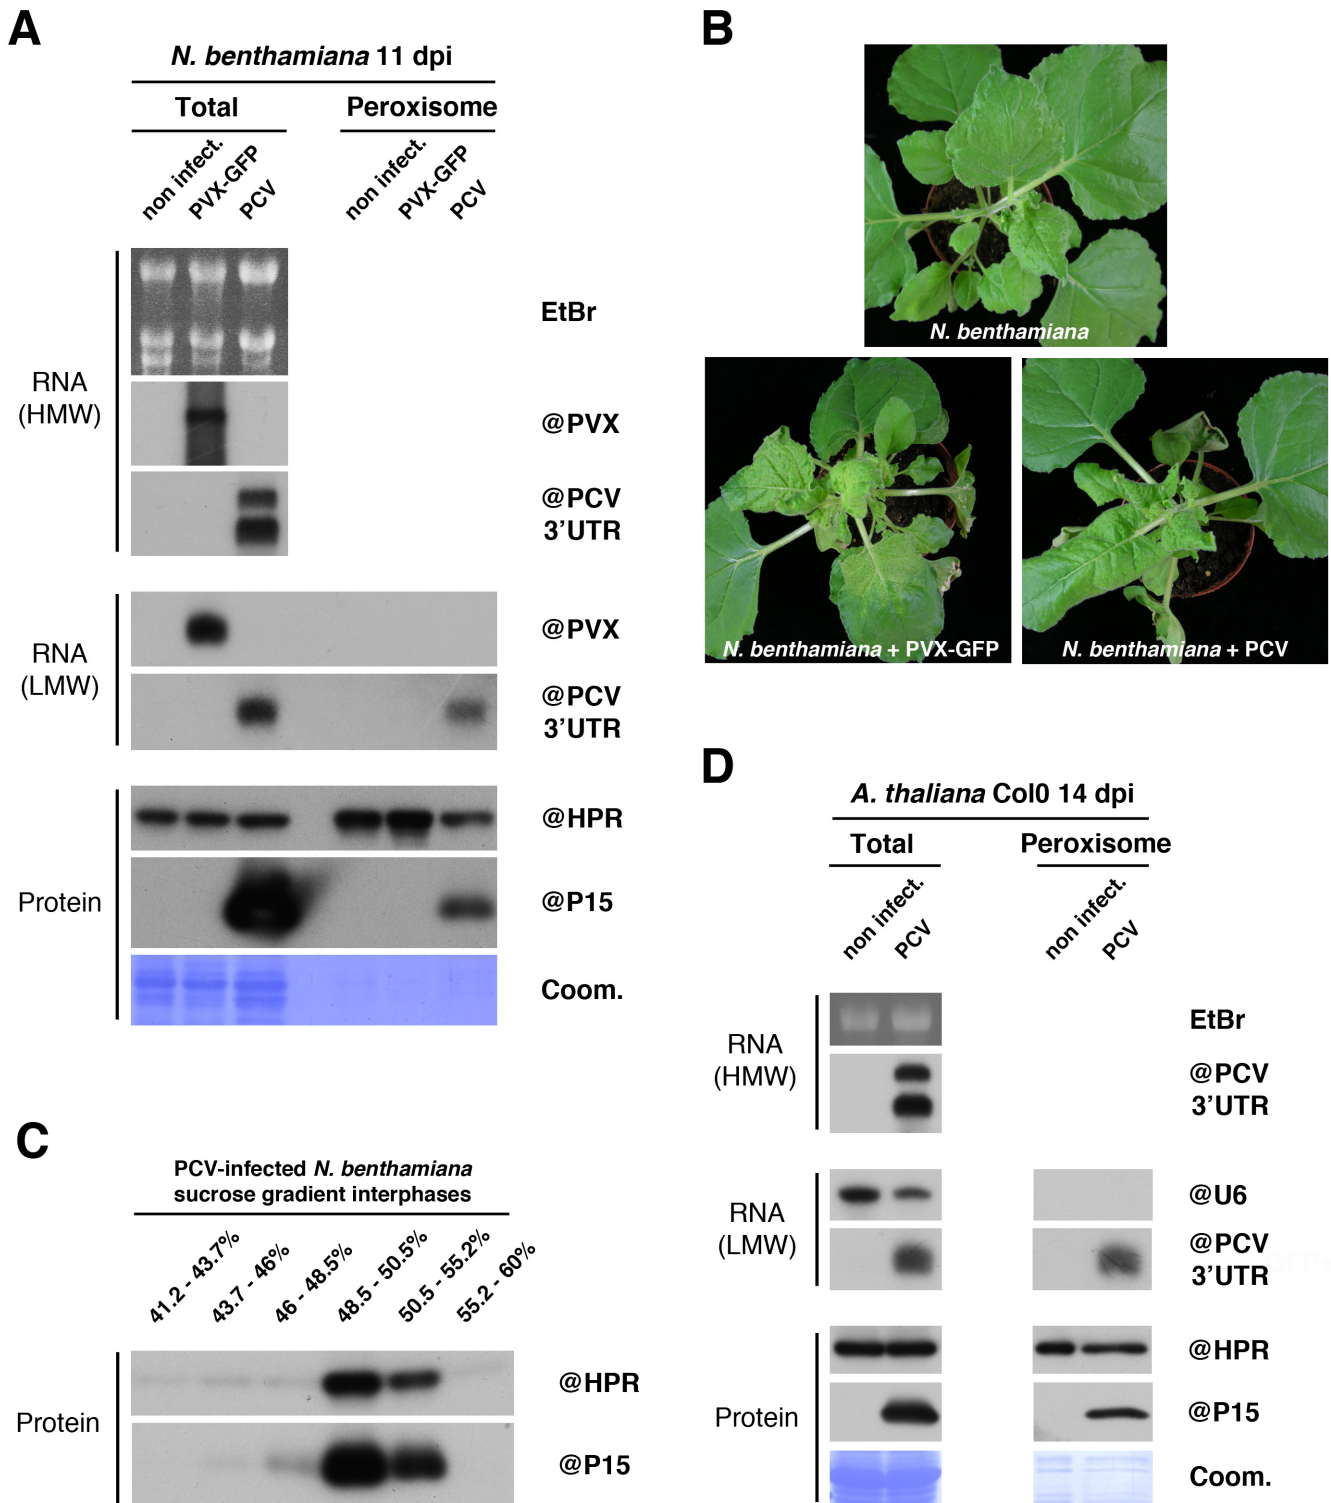 A
N. benthamiana 11 dpi
Total
Peroxisome
non infect.
PVX-GFP
PCV
non infect.
PVX-GFP
PCV
RNA
(HMW)
EtBr
@PVX
@PCV
3’UTR
RNA
(LMW)
@PVX
@PCV
3’UTR
Protein
@HPR
@P15
Coom.
B
N. benthamiana
N. benthamiana + PVX-GFP
N. benthamiana + PCV
C
PCV-infected N. benthamiana
sucrose gradient interphases
41.2 - 43.7%
43.7 - 46%
46 - 48.5%
48.5 - 50.5%
50.5 - 55.2%
55.2 - 60%
Protein
@HPR
@P15
D
A. thaliana Col0 14 dpi
Total
Peroxisome
non infect.
PCV
non infect.
PCV
RNA
(HMW)
EtBr
@PCV
3’UTR
RNA
(LMW)
@U6
@PCV
3’UTR
Protein
@HPR
@P15
Coom.